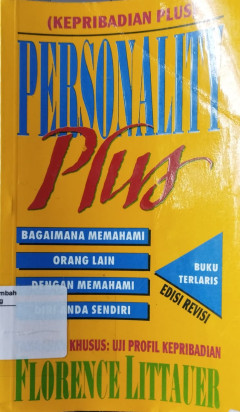 (KEPRIBADIAN PLUS)
PERSONALITY
Plus
BAGAIMANA MEMAHAMI
ORANG LAIN
DENGAN MEMAHAMI
ANDA SENDIRI
BUKU
TERLARIS
EDISI REVISI
KHUSUS: UJI PROFIL KEPRIBADIAN
FLORENCE LITTAUER